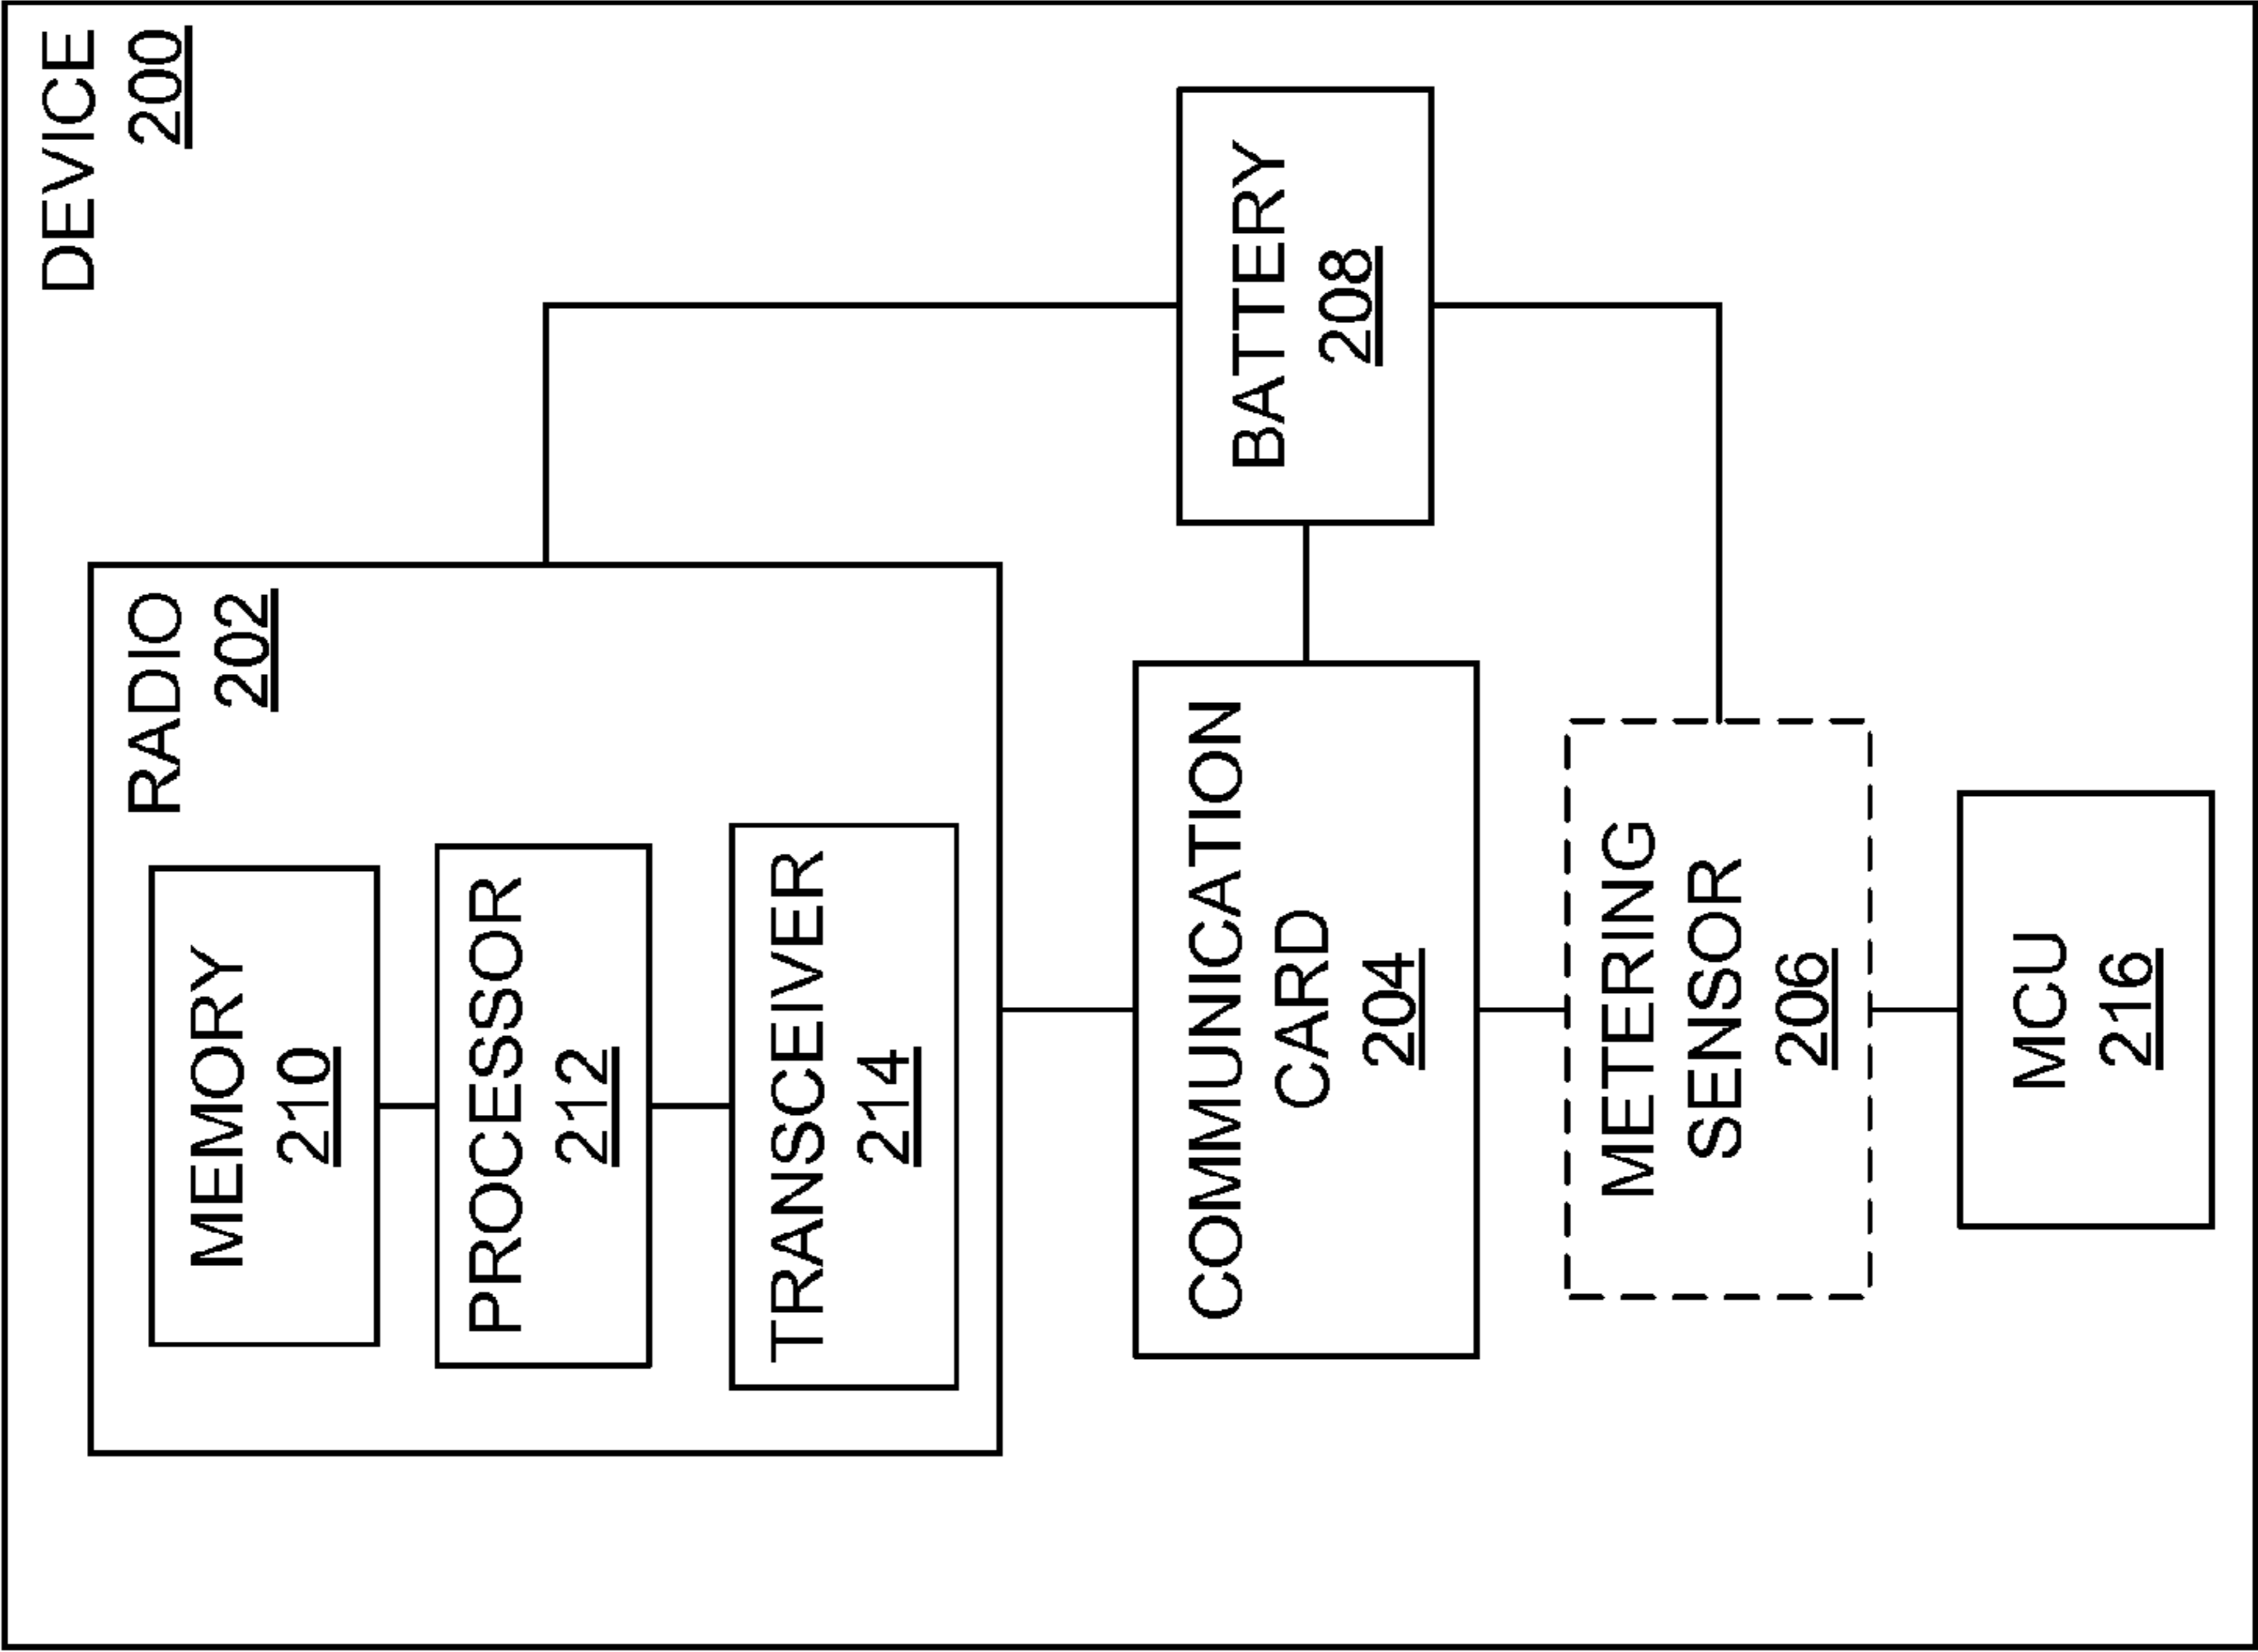 DEVICE
200
RADIO
202
MEMORY
210
PROCESSOR
212
TRANSCEIVER
214
BATTERY
208
COMMUNICATION
CARD
204
METERING
SENSOR
206
MCU
216